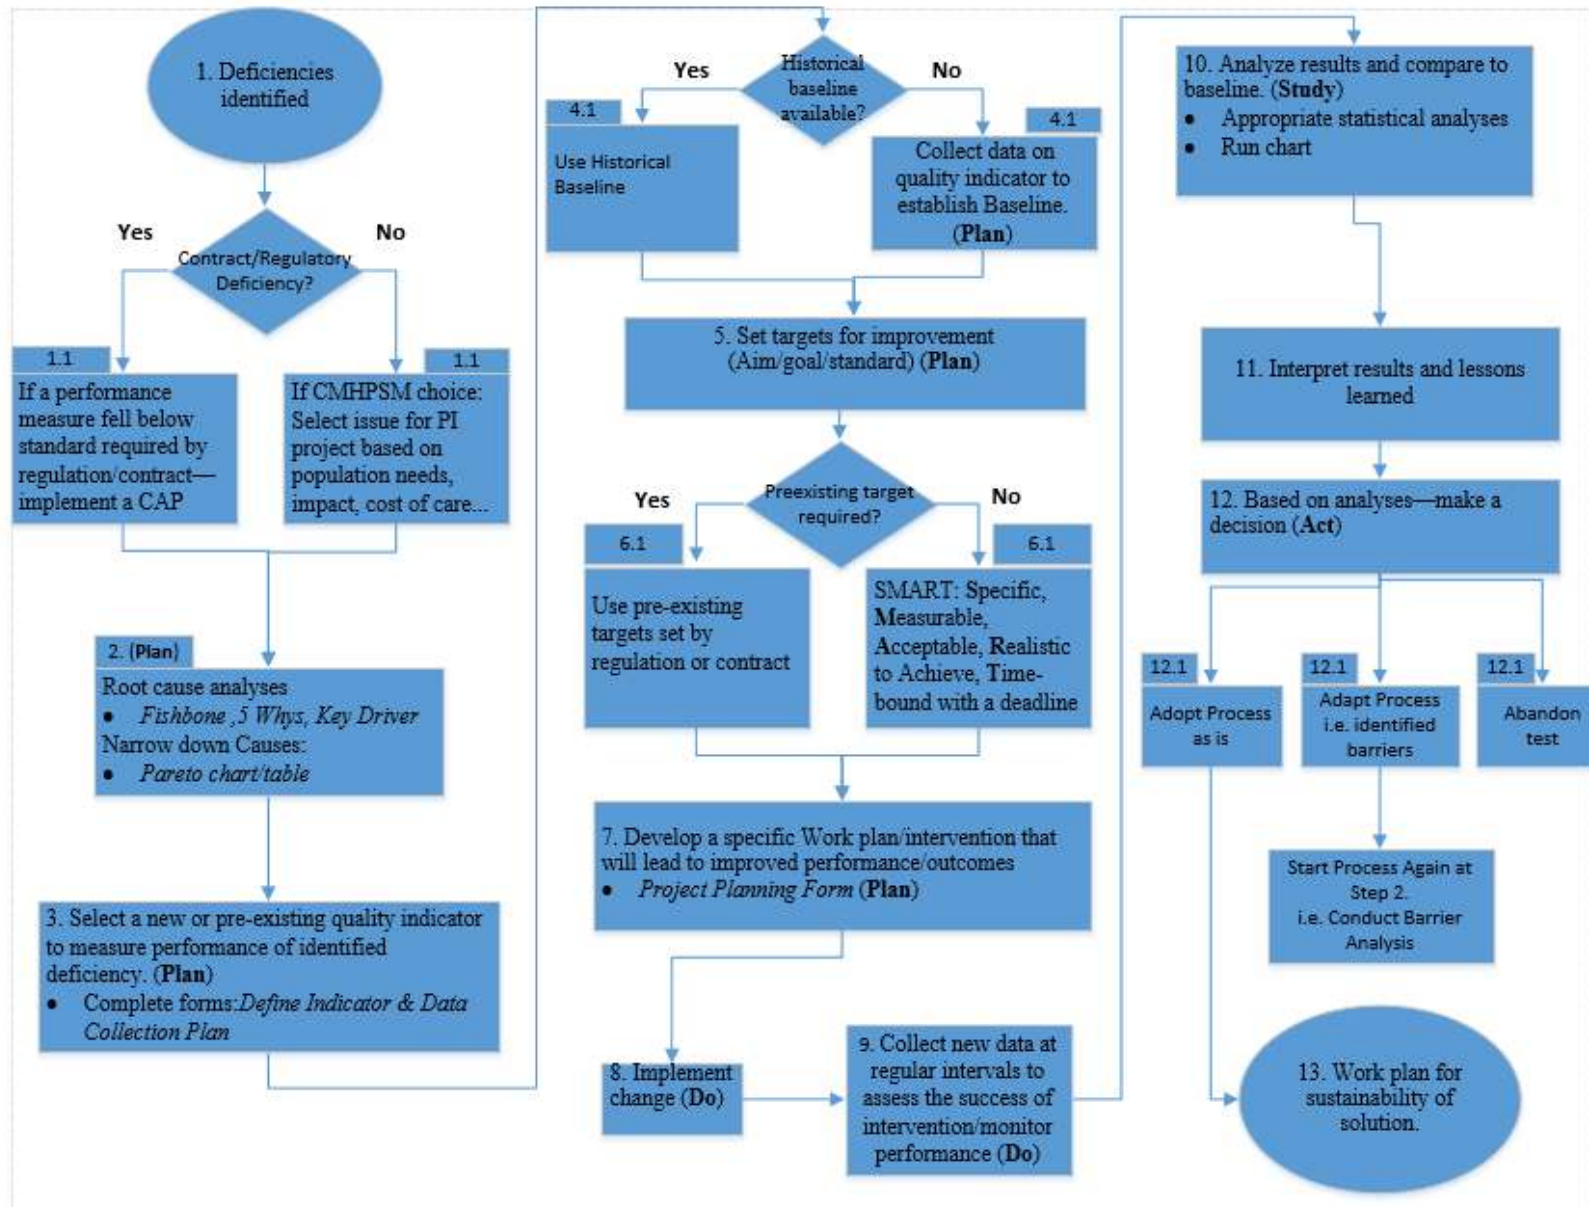 1. Deficiencies
identified
Yes
No
Contract/Regulatory
Deficiency?
1.1
If a performance
measure fell below
standard required by
regulation/contract—
implement a CAP
1.1
If CMHPSM choice:
Select issue for PI
project based on
population needs,
impact, cost of care...
2. (Plan)
Root cause analyses
● Fishbone ,5 Whys, Key Driver
Narrow down Causes:
● Pareto chart/table
3. Select a new or pre-existing quality indicator
to measure performance of identified
deficiency. (Plan)
● Complete forms:Define Indicator & Data
Collection Plan
Historical
baseline
available?
Yes
No
4.1
Use Historical
Baseline
4.1
Collect data on
quality indicator to
establish Baseline.
(Plan)
5. Set targets for improvement
(Aim/goal/standard) (Plan)
Preexisting target
required?
Yes
No
6.1
Use pre-existing
targets set by
regulation or contract
6.1
SMART: Specific,
Measurable,
Acceptable, Realistic
to Achieve, Time-
bound with a deadline
7. Develop a specific Work plan/intervention that
will lead to improved performance/outcomes
● Project Planning Form (Plan)
8. Implement
change (Do)
9. Collect new data at
regular intervals to
assess the success of
intervention/monitor
performance (Do)
10. Analyze results and compare to
baseline. (Study)
● Appropriate statistical analyses
● Run chart
11. Interpret results and lessons
learned
12. Based on analyses—make a
decision (Act)
12.1
Adopt Process
as is
12.1
Adapt Process
i.e. identified
barriers
12.1
Abandon
test
Start Process Again at
Step 2.
i.e. Conduct Barrier
Analysis
13. Work plan for
sustainability of
solution.